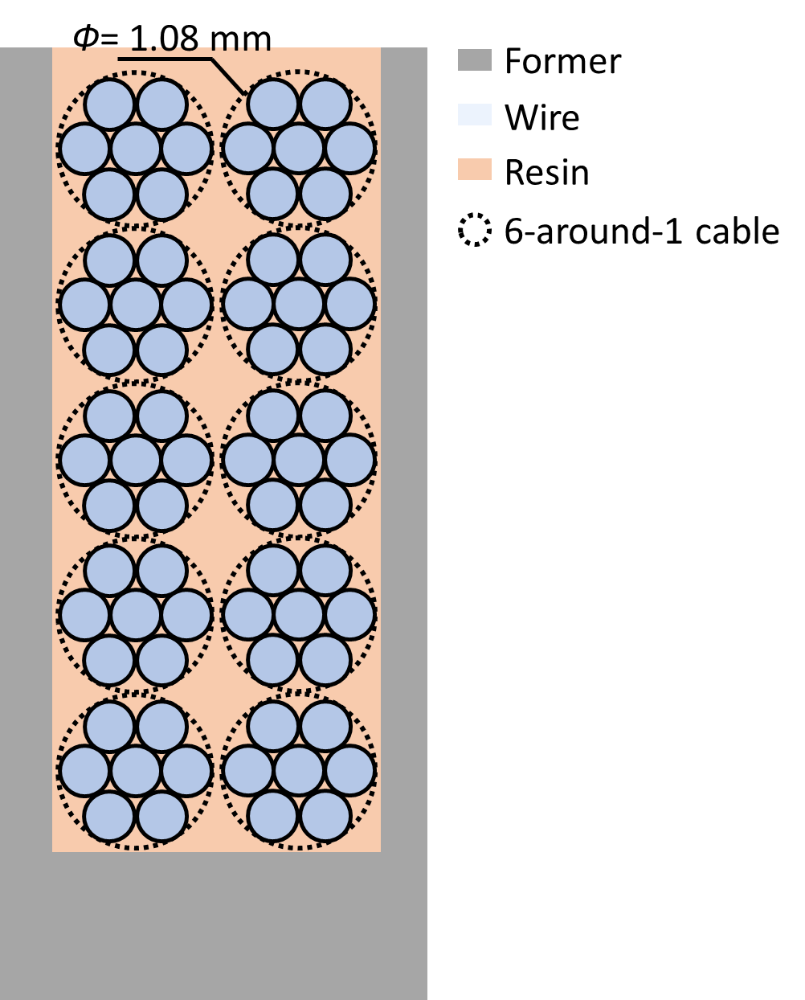 Φ= 1.08 mm
Former
Wire
Resin
6-around-1 cable